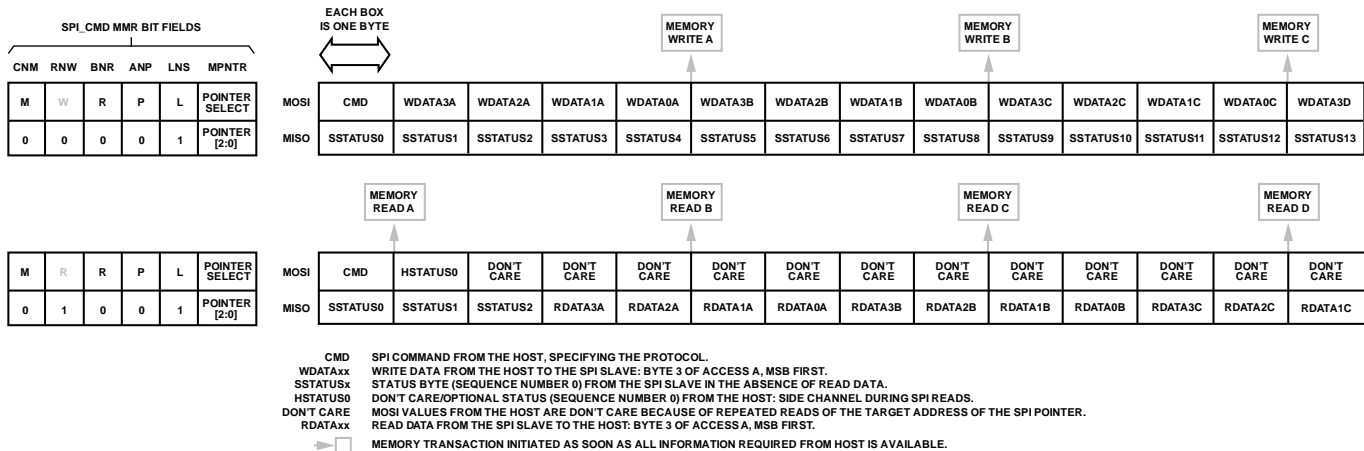 SPI_CMD MMR BIT FIELDS
EACH BOX
IS ONE BYTE
MEMORY
WRITE A
MEMORY
WRITE B
MEMORY
WRITE C
CNM RNW BNR ANP LNS MPNTR
M W R P L POINTER
SELECT
0 0 0 0 1 POINTER
[2:0]
MOSI CMD WDATA3A WDATA2A WDATA1A WDATA0A WDATA3B WDATA2B WDATA1B WDATA0B WDATA3C WDATA2C WDATA1C WDATA0C WDATA3D
MISO SSTATUS0 SSTATUS1 SSTATUS2 SSTATUS3 SSTATUS4 SSTATUS5 SSTATUS6 SSTATUS7 SSTATUS8 SSTATUS9 SSTATUS10 SSTATUS11 SSTATUS12 SSTATUS13
MEMORY
READ A
MEMORY
READ B
MEMORY
READ C
MEMORY
READ D
M R R P L POINTER
SELECT
0 1 0 0 1 POINTER
[2:0]
MOSI CMD HSTATUS0 DON'T CARE DON'T CARE DON'T CARE DON'T CARE DON'T CARE DON'T CARE DON'T CARE DON'T CARE DON'T CARE DON'T CARE DON'T CARE DON'T CARE
MISO SSTATUS0 SSTATUS1 SSTATUS2 RDATA3A RDATA2A RDATA1A RDATA0A RDATA3B RDATA2B RDATA1B RDATA0B RDATA3C RDATA2C RDATA1C
CMD SPI COMMAND FROM THE HOST, SPECIFYING THE PROTOCOL.
WDATAxx WRITE DATA FROM THE HOST TO THE SPI SLAVE: BYTE 3 OF ACCESS A, MSB FIRST.
SSTATUSx STATUS BYTE (SEQUENCE NUMBER 0) FROM THE SPI SLAVE IN THE ABSENCE OF READ DATA.
HSTATUS0 DON'T CARE/OPTIONAL STATUS (SEQUENCE NUMBER 0) FROM THE HOST: SIDE CHANNEL DURING SPI READS.
DON'T CARE MOSI VALUES FROM THE HOST ARE DON'T CARE BECAUSE OF REPEATED READS OF THE TARGET ADDRESS OF THE SPI POINTER.
RDATAxx READ DATA FROM THE SPI SLAVE TO THE HOST: BYTE 3 OF ACCESS A, MSB FIRST.
MEMORY TRANSACTION INITIATED AS SOON AS ALL INFORMATION REQUIRED FROM HOST IS AVAILABLE.